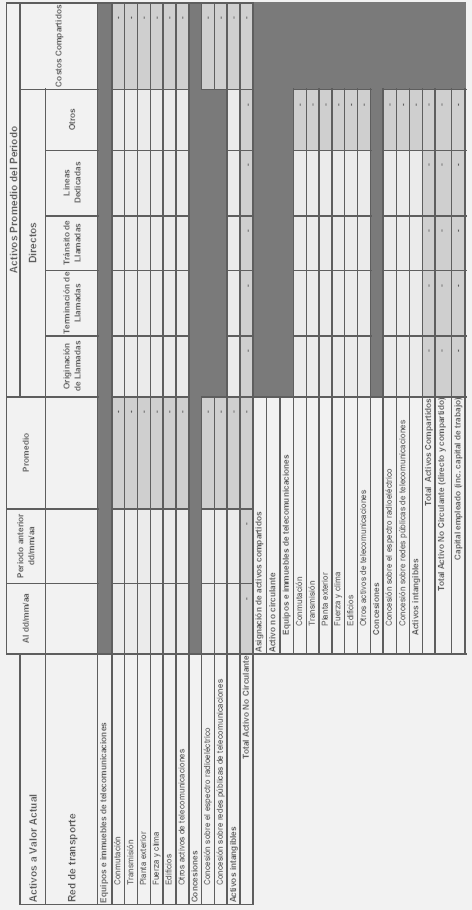 Activos a Valor Actual
Activos Promedio del Periodo
Red de transporte
Al dd/mm/aa
Periodo anterior
dd/mm/aa
Promedio
Directos
Costos Compartidos
Originación
de Llamadas
Terminación de
Llamadas
Tránsito de
Llamadas
Líneas
Dedicadas
Otros
Equipos e immuebles de telecomunicaciones
Conmutación
Transmisión
Planta exterior
Fuerza y clima
Edificios
Otros activos de telecomunicaciones
Concesiones
Concesión sobre el espectro radioeléctrico
Concesión sobre redes públicas de telecomunicaciones
Activos intangibles
Total Activo No Circulante
Asignación de activos compartidos
Activo no circulante
Equipos e immuebles de telecomunicaciones
Conmutación
Transmisión
Planta exterior
Fuerza y clima
Edificios
Otros activos de telecomunicaciones
Concesiones
Concesión sobre el espectro radioeléctrico
Concesión sobre redes públicas de telecomunicaciones
Activos intangibles
Total Activos Compartidos
Total Activo No Circulante (directo y compartido)
Capital empleado (inc. capital de trabajo)